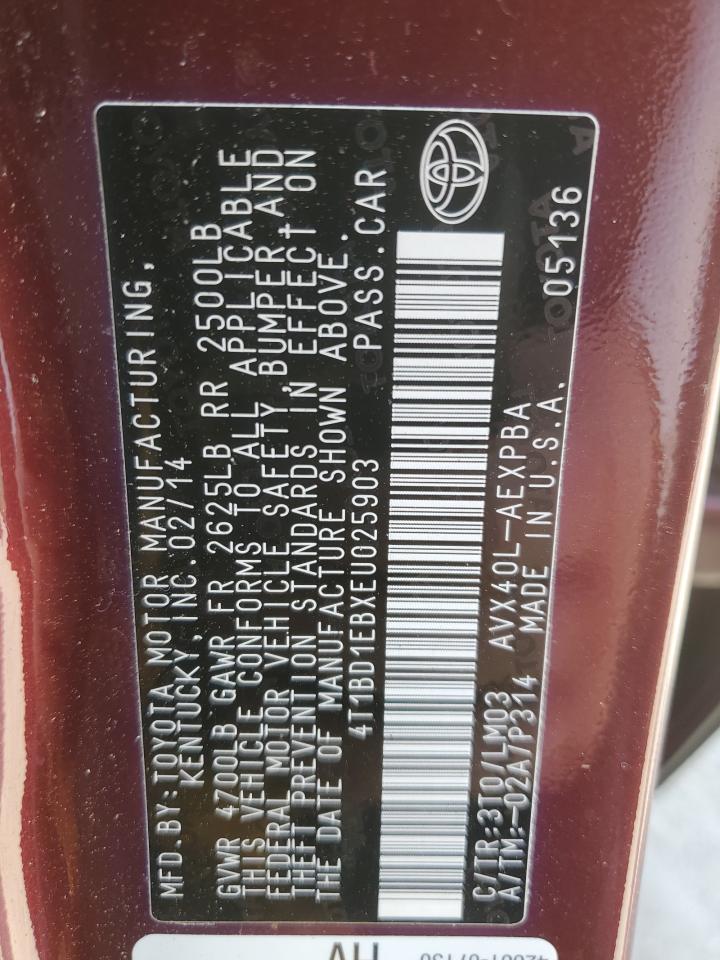 MFD.BY:TOYOTA MOTOR MANUFACTURING,
KENTUCKY,INC.02/14
GVWR 4700LB GAWR FR 2625LB RR 2500LB
THIS VEHICLE CONFORMS TO ALL APPLICABLE
FEDERAL MOTOR VEHICLE SAFETY,BUMPER AND
THEFT PREVENTION STANDARDS IN EFFECT ON
THE DATE OF MANUFACTURE SHOWN ABOVE.
4T1BD1EBXEU025903 PASS.CAR
C/TR:3T0/LM03 AVX40L-AEXPBA
A/TM:-02A/P314 MADE IN U.S.A. 05136